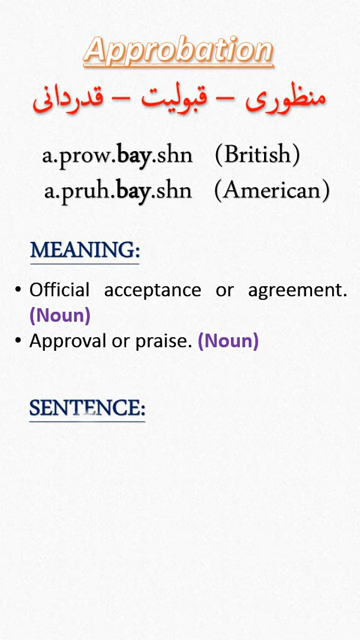 Approbation
منظوری – قبولیت – قدردانی
a.prow.bay.shn (British)
a.pruh.bay.shn (American)
MEANING:
• Official acceptance or agreement.
(Noun)
• Approval or praise. (Noun)
SENTENCE: